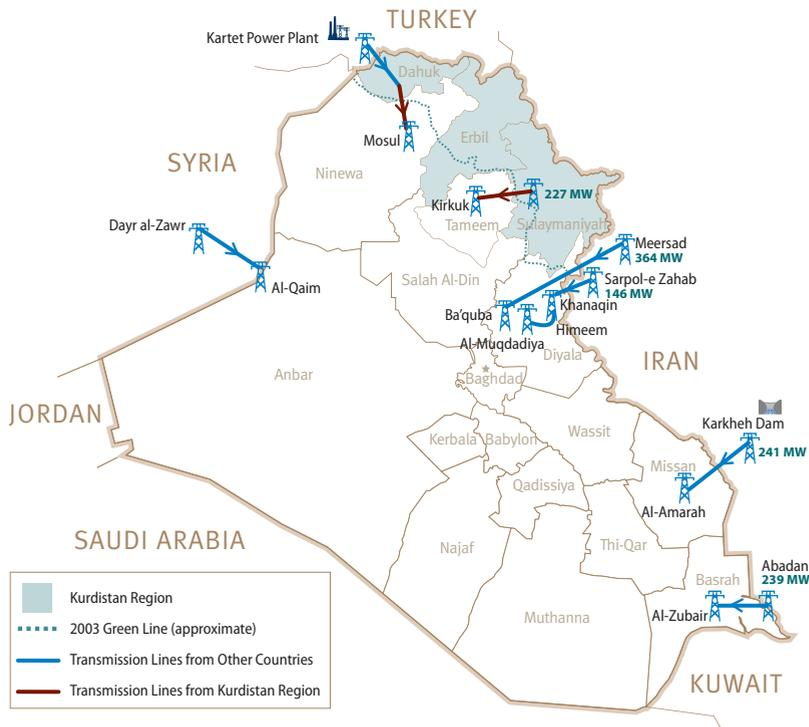 TURKEY
Kartet Power Plant
Dahuk
Mosul
Erbil
SYRIA
Ninewa
227 MW
Kirkuk
Tameem
Sulaymaniyah
Dayr al-Zawr
Meersad
364 MW
Al-Qaim
Salah Al-Din
Sarpol-e Zahab
146 MW
Khanaqin
Ba'quba
Himeem
Al-Muqdadiya
Diyala
IRAN
Anbar
Baghdad
JORDAN
Karkheh Dam
241 MW
Kerbala
Babylon
Wassit
Missan
Qadissiya
Al-Amarah
SAUDI ARABIA
Najaf
Thi-Qar
Abadan
239 MW
Basrah
Al-Zubair
Muthanna
KUWAIT
Kurdistan Region
2003 Green Line (approximate)
Transmission Lines from Other Countries
Transmission Lines from Kurdistan Region